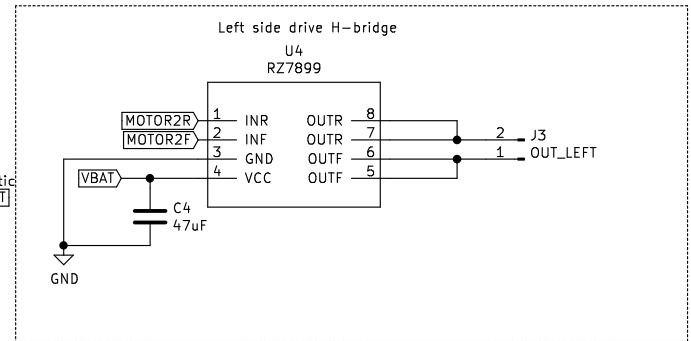 Left side drive H-bridge
U4
RZ7899
MOTOR2R 1 INR OUTR 8
MOTOR2F 2 INF OUTR 7 2 J3
3 GND OUTF 6 1 OUT_LEFT
VBAT 4 VCC OUTF 5
tic
T
C4
47uF
GND